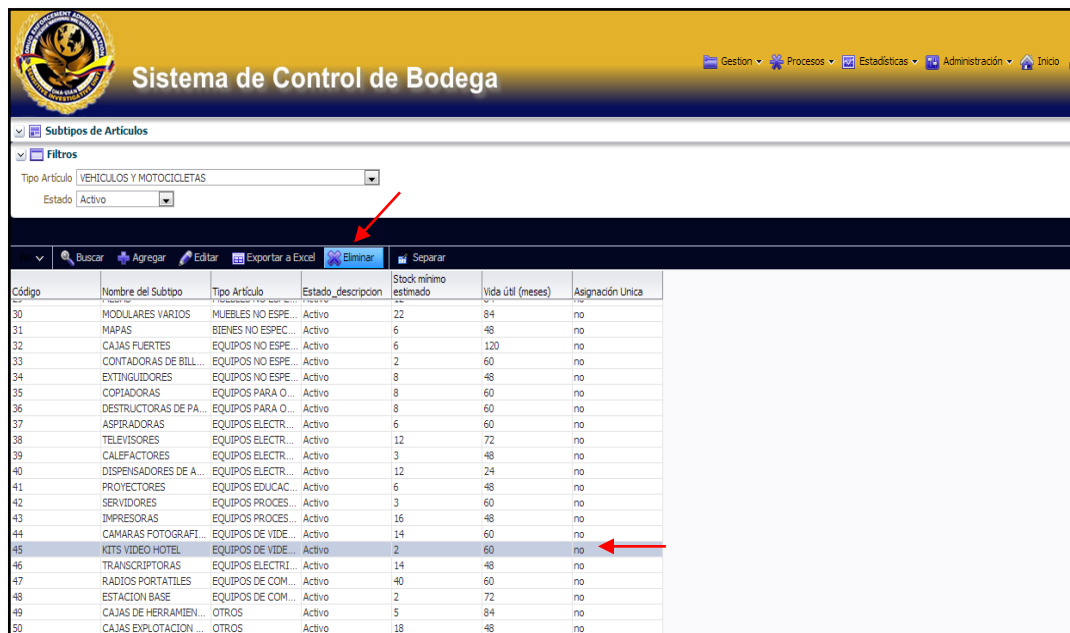 DRUG ENFORCEMENT ADMINISTRATION
SENSITIVE INVESTIGATIVE UNIT
Sistema de Control de Bodega
Gestion Procesos Estadísticas Administración Inicio
Subtipos de Artículos
Filtros
Tipo Artículo VEHICULOS Y MOTOCICLETAS
Estado Activo
Buscar Agregar Editar Exportar a Excel Eliminar Separar
Código Nombre del Subtipo Tipo Artículo Estado_descripcion Stock mínimo estimado Vida útil (meses) Asignación Unica
30 MODULARES VARIOS MUEBLES NO ESPE... Activo 22 84 no
31 MAPAS BIENES NO ESPEC... Activo 6 48 no
32 CAJAS FUERTES EQUIPOS NO ESPE... Activo 6 120 no
33 CONTADORAS DE BILL... EQUIPOS NO ESPE... Activo 2 60 no
34 EXTINGUIDORES EQUIPOS NO ESPE... Activo 8 48 no
35 COPIADORAS EQUIPOS PARA O... Activo 8 60 no
36 DESTRUCTORAS DE PA... EQUIPOS PARA O... Activo 8 60 no
37 ASPIRADORAS EQUIPOS ELECTR... Activo 6 60 no
38 TELEVISORES EQUIPOS ELECTR... Activo 12 72 no
39 CALEFACTORES EQUIPOS ELECTR... Activo 3 48 no
40 DISPENSADORES DE A... EQUIPOS ELECTR... Activo 12 24 no
41 PROYECTORES EQUIPOS EDUCAC... Activo 6 48 no
42 SERVIDORES EQUIPOS PROCES... Activo 3 60 no
43 IMPRESORAS EQUIPOS PROCES... Activo 16 48 no
44 CAMARAS FOTOGRAFI... EQUIPOS DE VIDE... Activo 14 60 no
45 KITS VIDEO HOTEL EQUIPOS DE VIDE... Activo 2 60 no
46 TRANSCRIPTORAS EQUIPOS ELECTRI... Activo 14 48 no
47 RADIOS PORTATILES EQUIPOS DE COM... Activo 40 60 no
48 ESTACION BASE EQUIPOS DE COM... Activo 2 72 no
49 CAJAS DE HERRAMIEN... OTROS Activo 5 84 no
50 CAJAS EXPLOTACION ... OTROS Activo 18 48 no